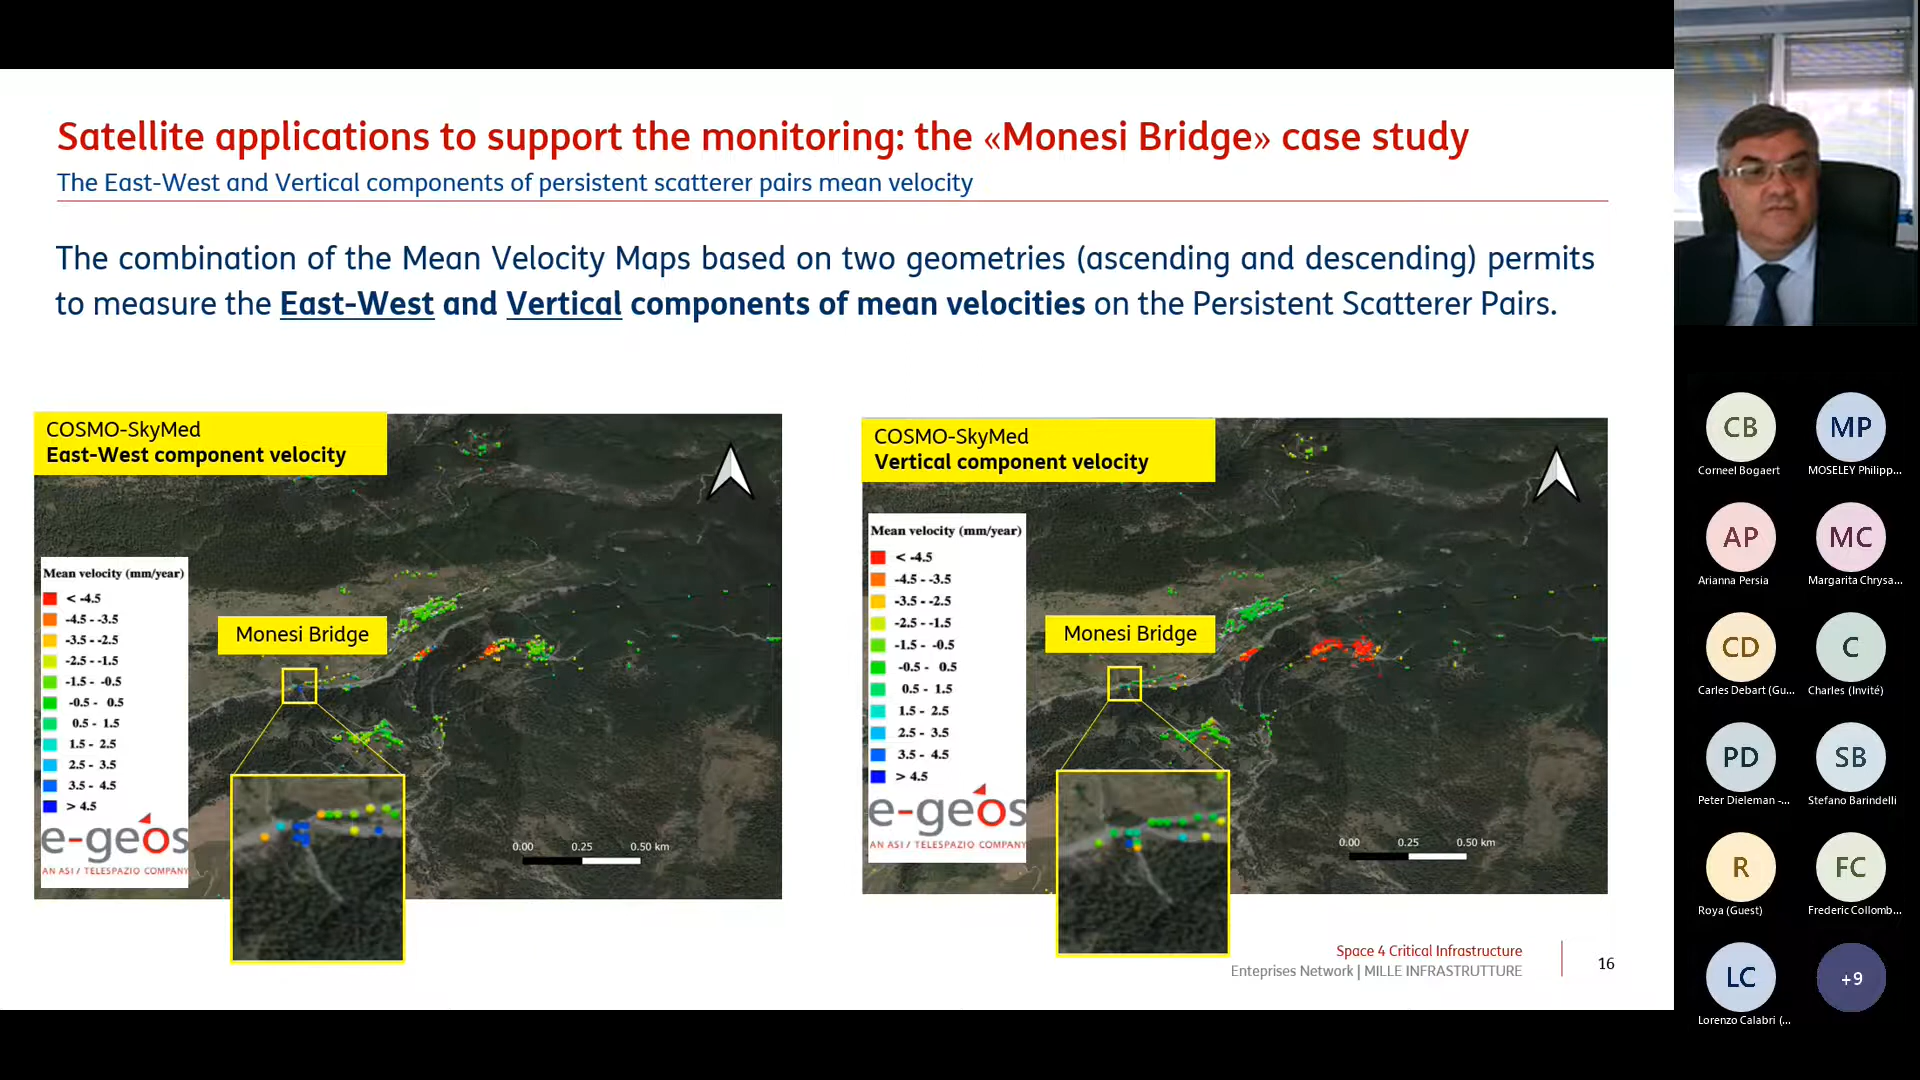 Satellite applications to support the monitoring: the «Monesi Bridge» case study
The East-West and Vertical components of persistent scatterer pairs mean velocity
The combination of the Mean Velocity Maps based on two geometries (ascending and descending) permits
to measure the East-West and Vertical components of mean velocities on the Persistent Scatterer Pairs.
COSMO-SkyMed
East-West component velocity
Mean velocity (mm/year)
< -4.5
-4.5 - -3.5
-3.5 - -2.5
-2.5 - -1.5
-1.5 - -0.5
-0.5 - 0.5
0.5 - 1.5
1.5 - 2.5
2.5 - 3.5
3.5 - 4.5
> 4.5
e-geos
AN ASI / TELESPAZIO COMPANY
Monesi Bridge
0.00 0.25 0.50 km
COSMO-SkyMed
Vertical component velocity
Mean velocity (mm/year)
< -4.5
-4.5 - -3.5
-3.5 - -2.5
-2.5 - -1.5
-1.5 - -0.5
-0.5 - 0.5
0.5 - 1.5
1.5 - 2.5
2.5 - 3.5
3.5 - 4.5
> 4.5
e-geos
AN ASI / TELESPAZIO COMPANY
Monesi Bridge
0.00 0.25 0.50 km
Space 4 Critical Infrastructure
Enteprises Network | MILLE INFRASTRUTTURE
16
CB
Corneel Bogaert
MP
MOSELEY Philipp...
AP
Arianna Persia
MC
Margarita Chrysa...
CD
Carles Debart (Gu...
C
Charles (Invité)
PD
Peter Dieleman -...
SB
Stefano Barindelli
R
Roya (Guest)
FC
Frederic Collomb...
LC
Lorenzo Calabri (...
+9